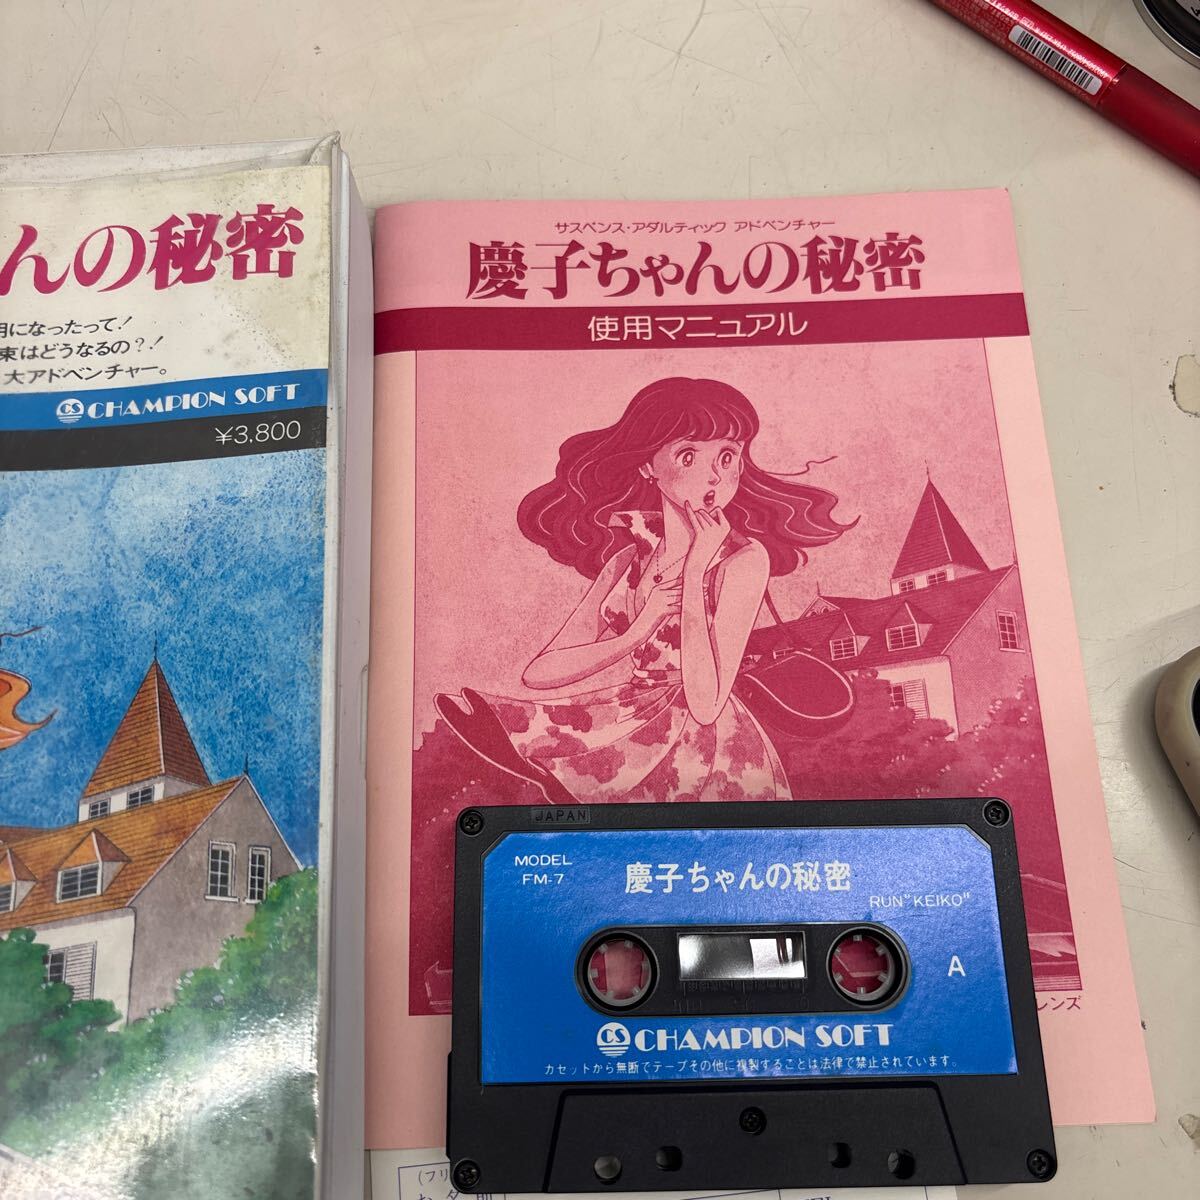 んの秘密
になったって!
束はどうなるの?!
大アドベンチャー。
CS CHAMPION SOFT
¥3.800
サスペンス・アダルティック アドベンチャー
慶子ちゃんの秘密
使用マニュアル
レンズ
JAPAN
MODEL
FM-7
慶子ちゃんの秘密
RUN"KEIKO"
A
CS CHAMPION SOFT
カセットから無断でテープその他に複製することは法律で禁止されています。
(フリ